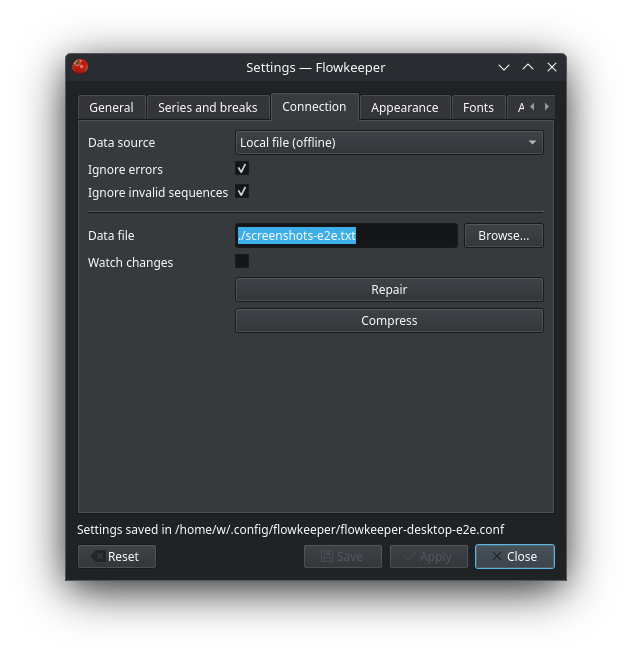 Settings — Flowkeeper
General Series and breaks Connection Appearance Fonts A
Data source Local file (offline)
Ignore errors
Ignore invalid sequences
Data file ./screenshots-e2e.txt Browse...
Watch changes
Repair
Compress
Settings saved in /home/w/.config/flowkeeper/flowkeeper-desktop-e2e.conf
Reset Save Apply Close